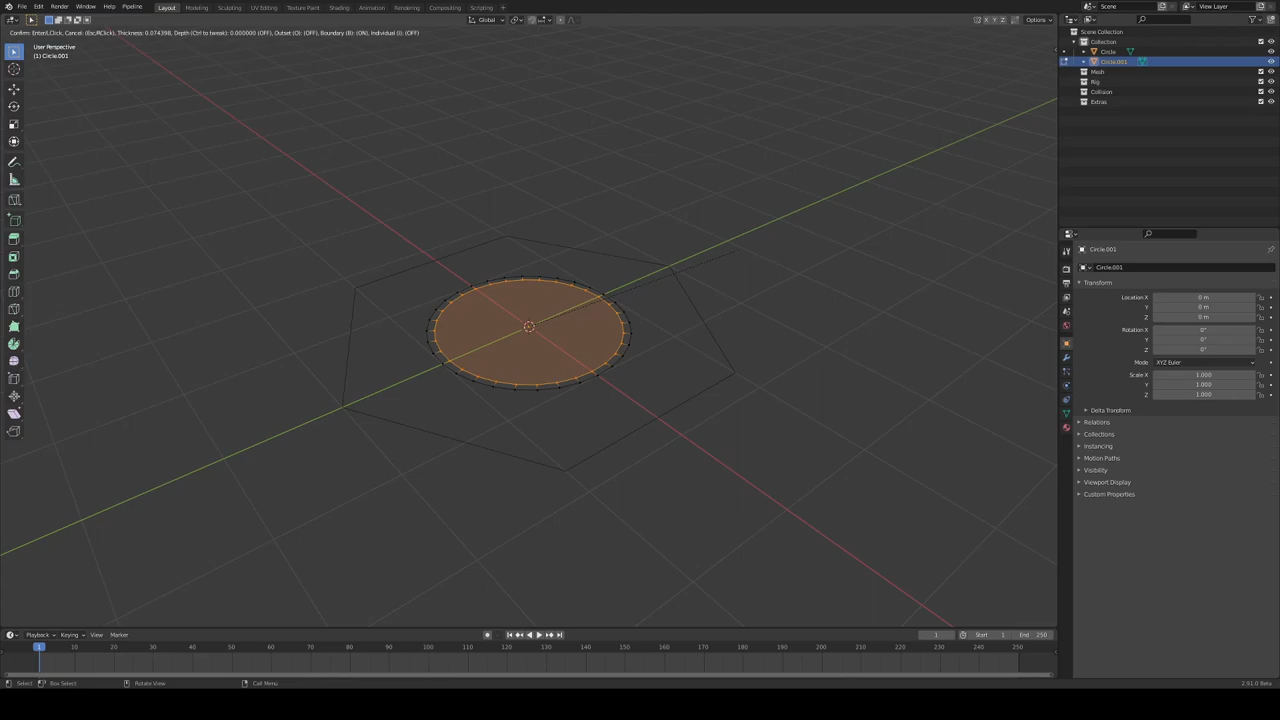 File Edit Render Window Help Pipeline Layout Modeling Sculpting UV Editing Texture Paint Shading Animation Rendering Compositing Scripting + Scene View Layer
Global Options
X Y Z
Confirm: Enter/LClick, Cancel: (Esc/RClick), Thickness: 0.074398, Depth (Ctrl to tweak): 0.000000 (OFF), Outset (O): (OFF), Boundary (B): (ON), Individual (I): (OFF)
User Perspective
(1) Circle.001
Scene Collection
Collection
Circle
Circle.001
Mesh
Rig
Collision
Extras
Circle.001
Circle.001
Transform
Location X 0 m
Y 0 m
Z 0 m
Rotation X 0°
Y 0°
Z 0°
Mode XYZ Euler
Scale X 1.000
Y 1.000
Z 1.000
Delta Transform
Relations
Collections
Instancing
Motion Paths
Visibility
Viewport Display
Custom Properties
Playback Keying View Marker 1 Start 1 End 250
1 10 20 30 40 50 60 70 80 90 100 110 120 130 140 150 160 170 180 190 200 210 220 230 240 250
Select Box Select Rotate View Call Menu 2.91.0 Beta